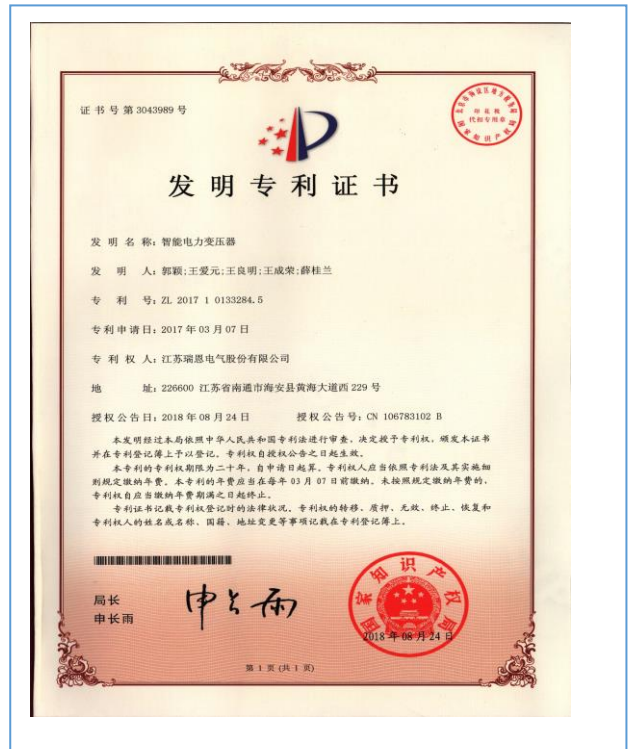 证书号第3043989号
发明专利证书
发明名称：智能电力变压器
发明人：郭颖;王爱元;王良明;王成荣;薛桂兰
专利号：ZL 2017 1 0133284.5
专利申请日：2017年03月07日
专利权人：江苏瑞恩电气股份有限公司
地址：226600 江苏省南通市海安县黄海大道西229号
授权公告日：2018年08月24日 授权公告号：CN 106783102 B
本发明经过本局依照中华人民共和国专利法进行审查，决定授予专利权，颁发本证书
并在专利登记簿上予以登记。专利权自授权公告之日起生效。
本专利的专利权期限为二十年，自申请日起算。专利权人应当依照专利法及其实施细
则规定缴纳年费。本专利的年费应当在每年03月07日前缴纳。未按照规定缴纳年费的，
专利权自应当缴纳年费期满之日起终止。
专利证书记载专利权登记时的法律状况。专利权的转移、质押、无效、终止、恢复和
专利权人的姓名或名称、国籍、地址变更等事项记载在专利登记簿上。
局长
申长雨
申长雨
国家知识产权局
2018年08月24日
第1页(共1页)